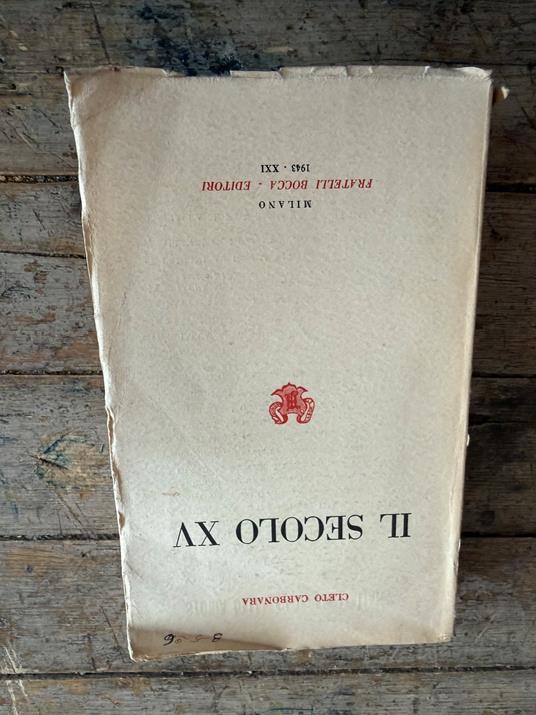 CLETO CARBONARA
IL SECOLO XV
MILANO
FRATELLI BOCCA - EDITORI
1943 - XXI